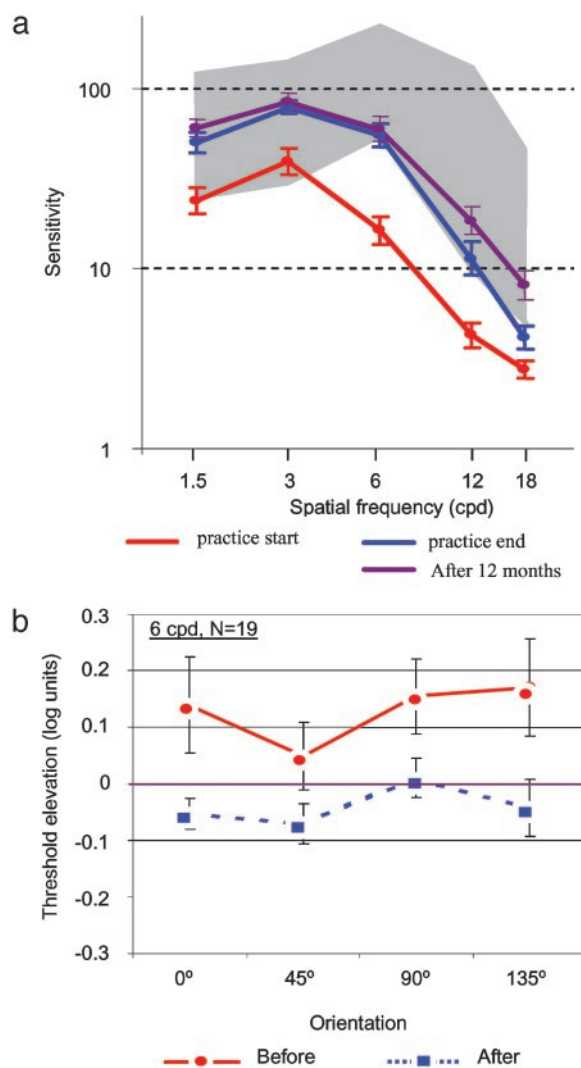 a
100
10
1
Sensitivity
1.5 3 6 12 18
Spatial frequency (cpd)
practice start practice end
After 12 months
b
6 cpd, N=19
0.3
0.2
0.1
0
-0.1
-0.2
-0.3
Threshold elevation (log units)
0º 45º 90º 135º
Orientation
Before After